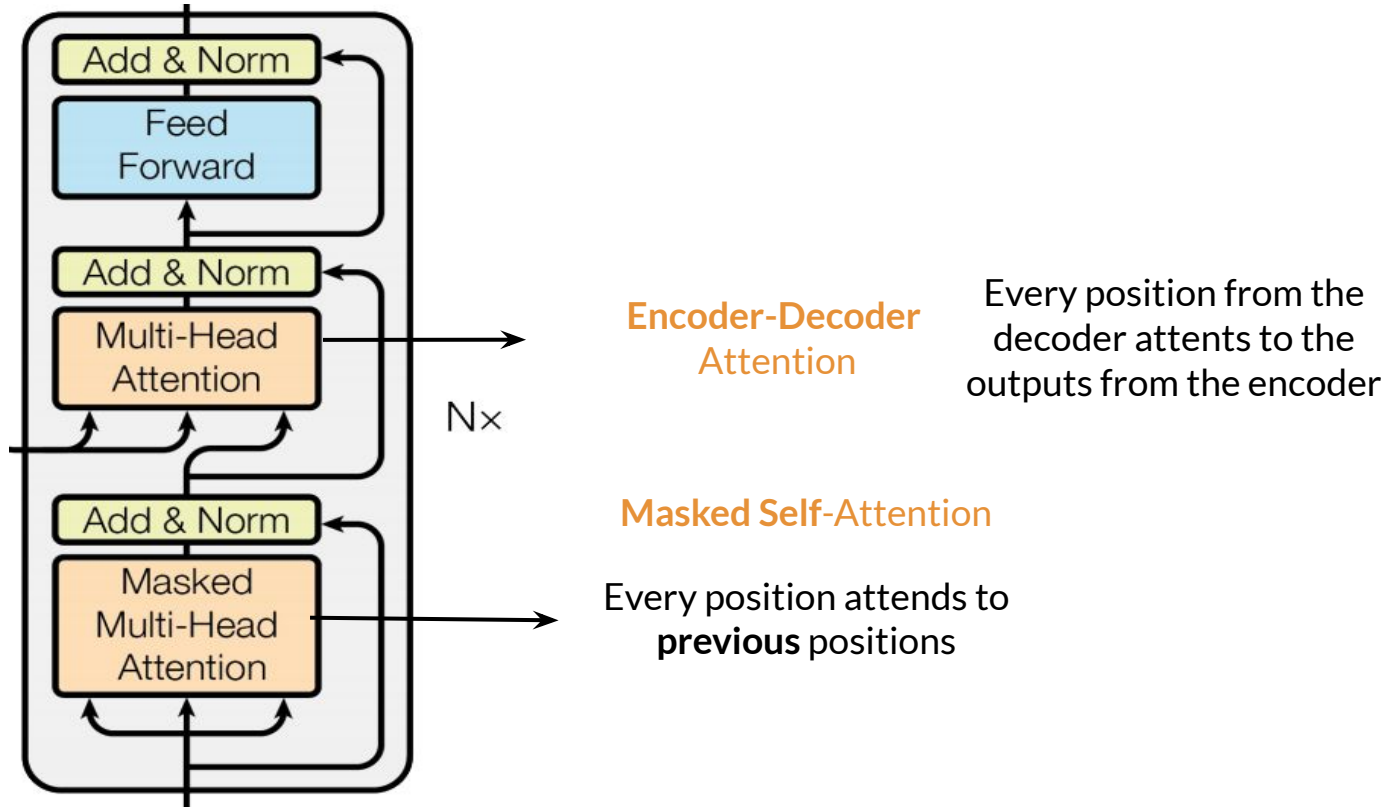 Add & Norm
Feed
Forward
Add & Norm
Multi-Head
Attention
N×
Add & Norm
Masked
Multi-Head
Attention
Encoder-Decoder
Attention
Every position from the
decoder attents to the
outputs from the encoder
Masked Self-Attention
Every position attends to
previous positions